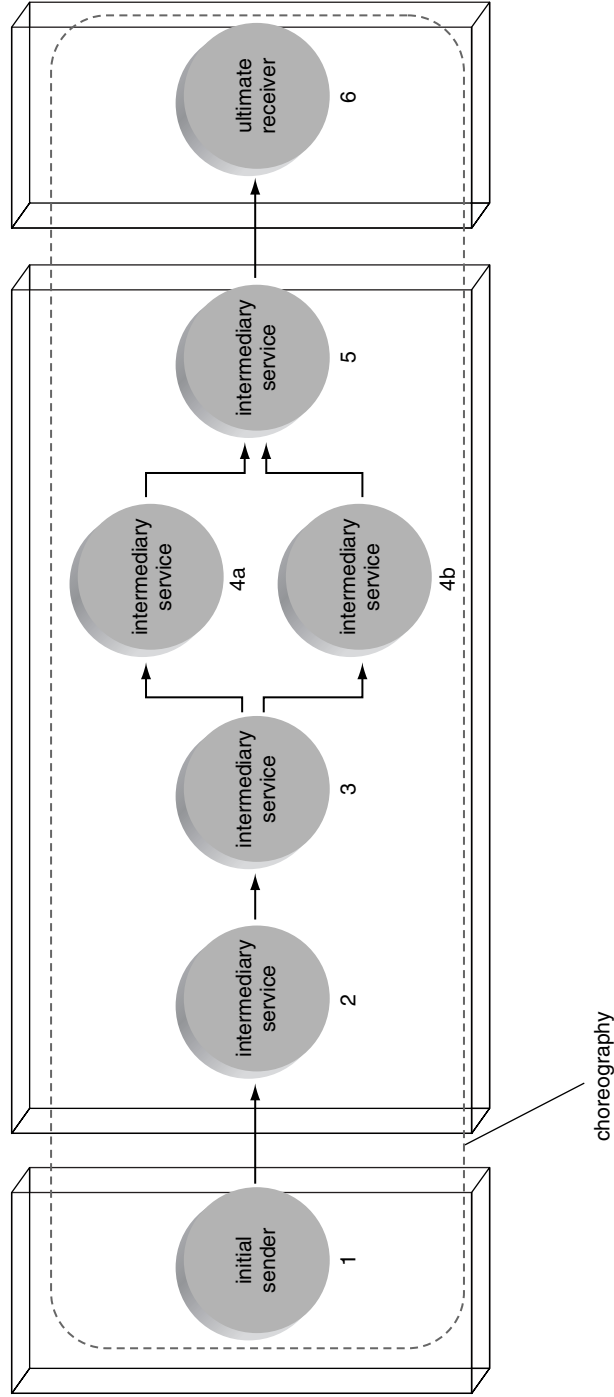 initial
sender
1
intermediary
service
2
intermediary
service
3
intermediary
service
4a
intermediary
service
4b
intermediary
service
5
ultimate
receiver
6
choreography